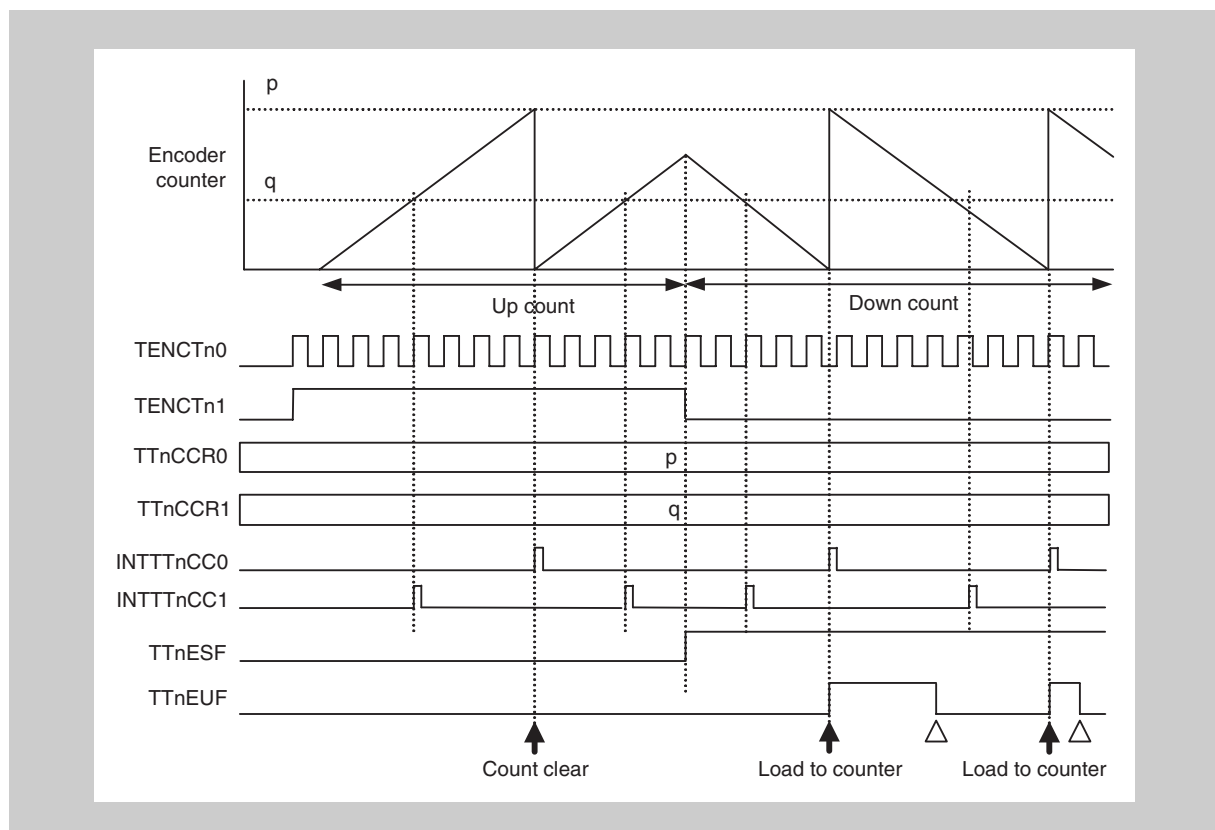 p
Encoder
counter
q
Up count
Down count
TENCTn0
TENCTn1
TTnCCR0
p
TTnCCR1
q
INTTTnCC0
INTTTnCC1
TTnESF
TTnEUF
Count clear
Load to counter
Load to counter